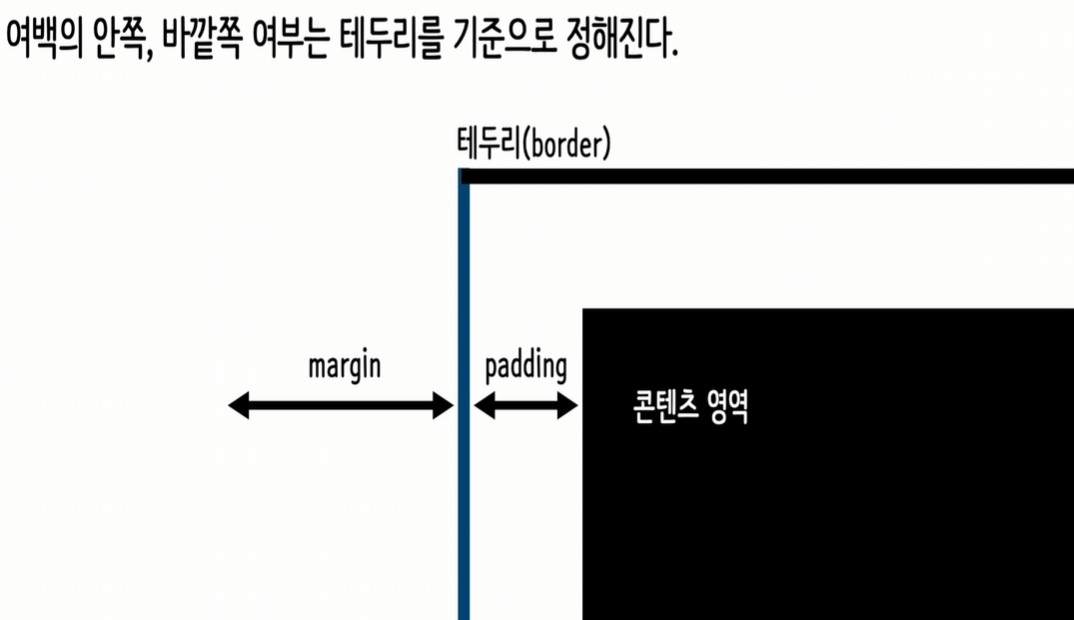 여백의 안쪽, 바깥쪽 여부는 테두리를 기준으로 정해진다.
테두리(border)
margin
padding
콘텐츠 영역